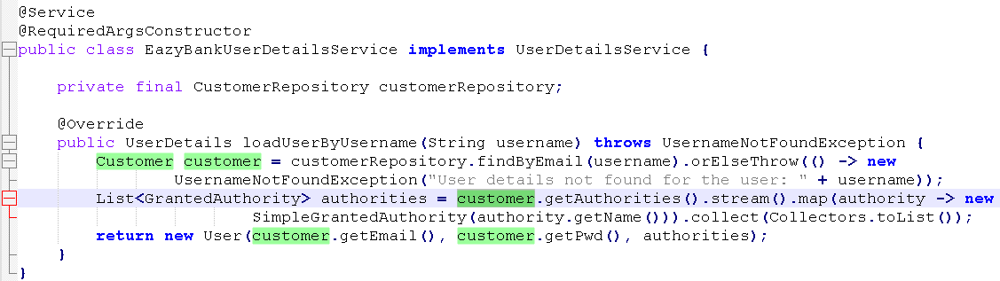 @Service
@RequiredArgsConstructor
public class EazyBankUserDetailsService implements UserDetailsService {
private final CustomerRepository customerRepository;
@Override
public UserDetails loadUserByUsername(String username) throws UsernameNotFoundException {
Customer customer = customerRepository.findByEmail(username).orElseThrow(() -> new
UsernameNotFoundException("User details not found for the user: " + username));
List<GrantedAuthority> authorities = customer.getAuthorities().stream().map(authority -> new
SimpleGrantedAuthority(authority.getName())).collect(Collectors.toList());
return new User(customer.getEmail(), customer.getPwd(), authorities);
}
}